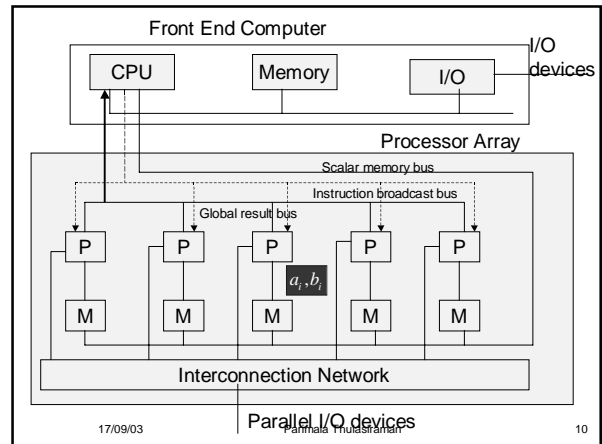 Front End Computer
I/O devices
CPU
Memory
I/O
Processor Array
Scalar memory bus
Instruction broadcast bus
Global result bus
P P P P P
a_i, b_i
M M M M M
Interconnection Network
Parallel I/O devices
17/09/03
Parimala Thulasiraman
10